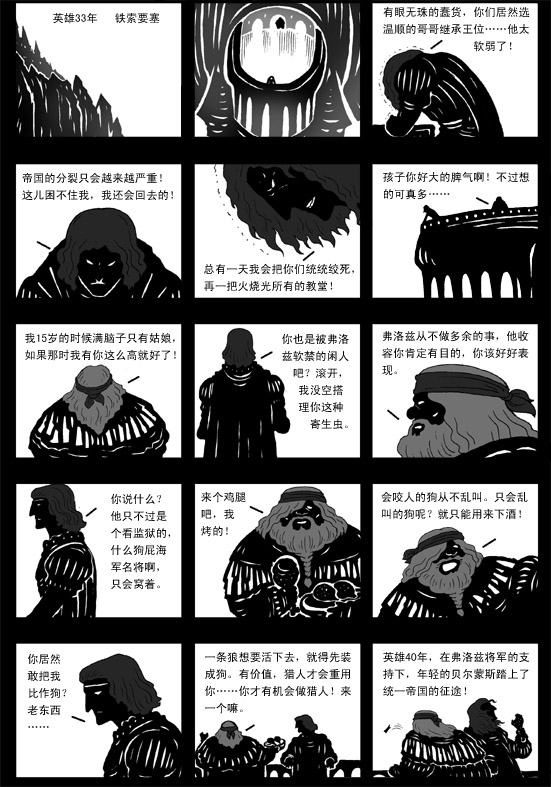 英雄33年　　铁索要塞
有眼无珠的蠢货，你们居然选
温顺的哥哥继承王位……他太
软弱了！
帝国的分裂只会越来越严重！
这儿困不住我，我还会回去的！
总有一天我会把你们统统绞死，
再一把火烧光所有的教堂！
孩子你好大的脾气啊！不过想
的可真多……
我15岁的时候满脑子只有姑娘，
如果那时我有你这么高就好了！
你也是被弗洛
兹软禁的闲人
吧？滚开，
我没空搭
理你这种
寄生虫。
弗洛兹从不做多余的事，他收
容你肯定有目的，你该好好表
现。
你说什么？
他只不过是
个看监狱的，
什么狗屁海
军名将啊，
只会窝着。
来个鸡腿
吧，我
烤的！
会咬人的狗从不乱叫。只会乱
叫的狗呢？就只能用来下酒！
你居然
敢把我
比作狗？
老东西
……
一条狼想要活下去，就得先装
成狗。有价值，猎人才会重用
你……你才有机会做猎人！来
一个嘛。
英雄40年，在弗洛兹将军的支
持下，年轻的贝尔蒙斯踏上了
统一帝国的征途！